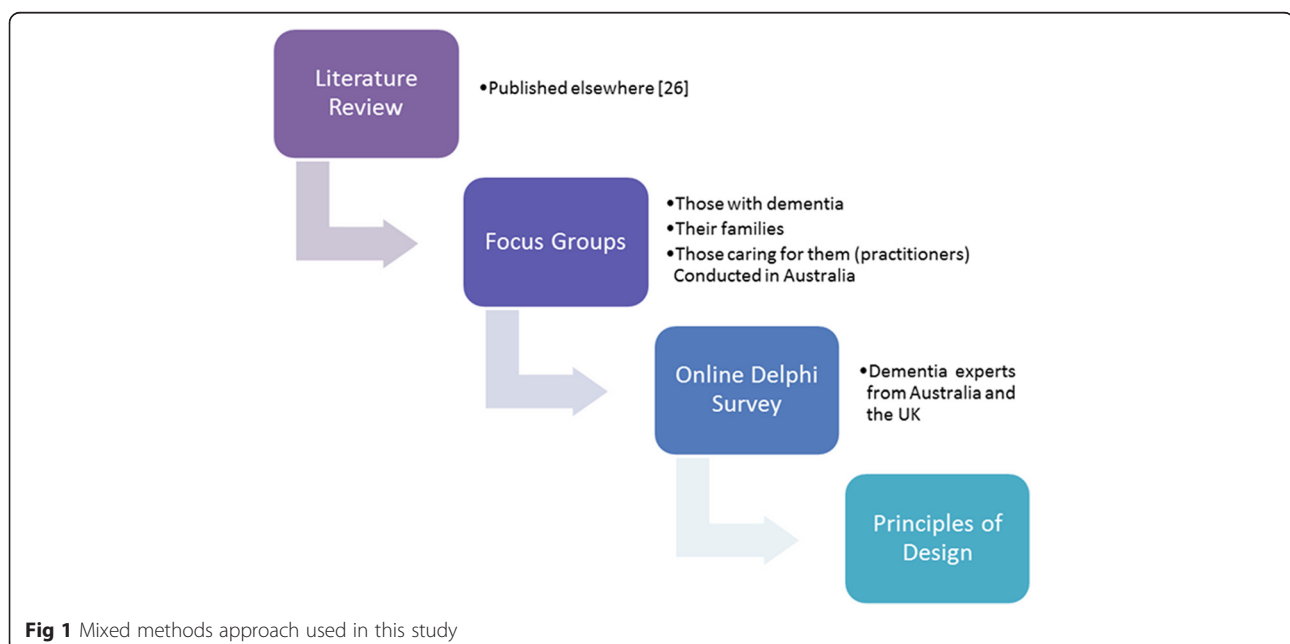 Literature
Review
•Published elsewhere [26]
Focus Groups
•Those with dementia
•Their families
•Those caring for them (practitioners)
Conducted in Australia
Online Delphi
Survey
•Dementia experts
from Australia and
the UK
Principles of
Design
Fig 1 Mixed methods approach used in this study